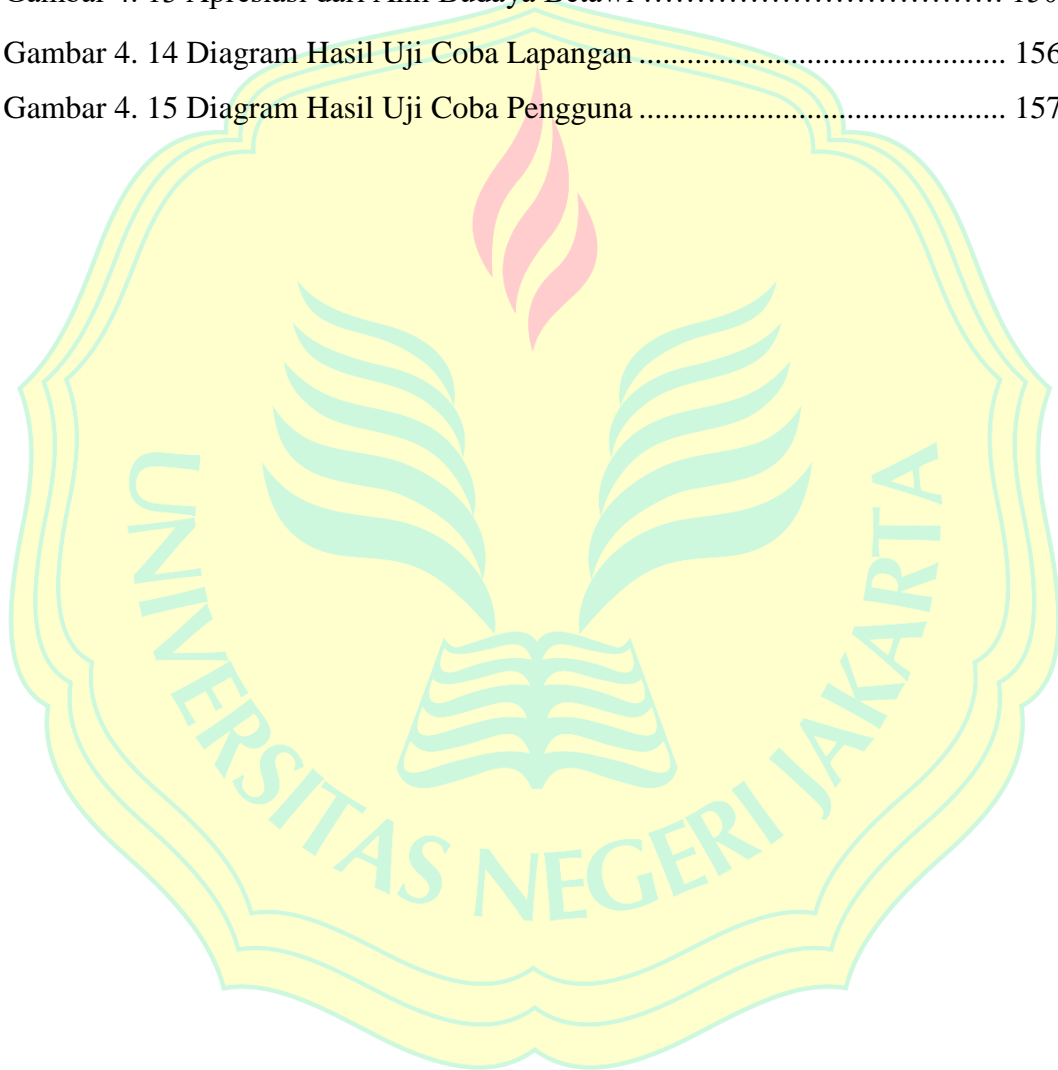 Gambar 4. 13 Apresiasi dari Ahli Budaya Betawi ………………………………
Gambar 4. 14 Diagram Hasil Uji Coba Lapangan ............................................ 156
Gambar 4. 15 Diagram Hasil Uji Coba Pengguna ............................................ 157
UNIVERSITAS NEGERI JAKARTA